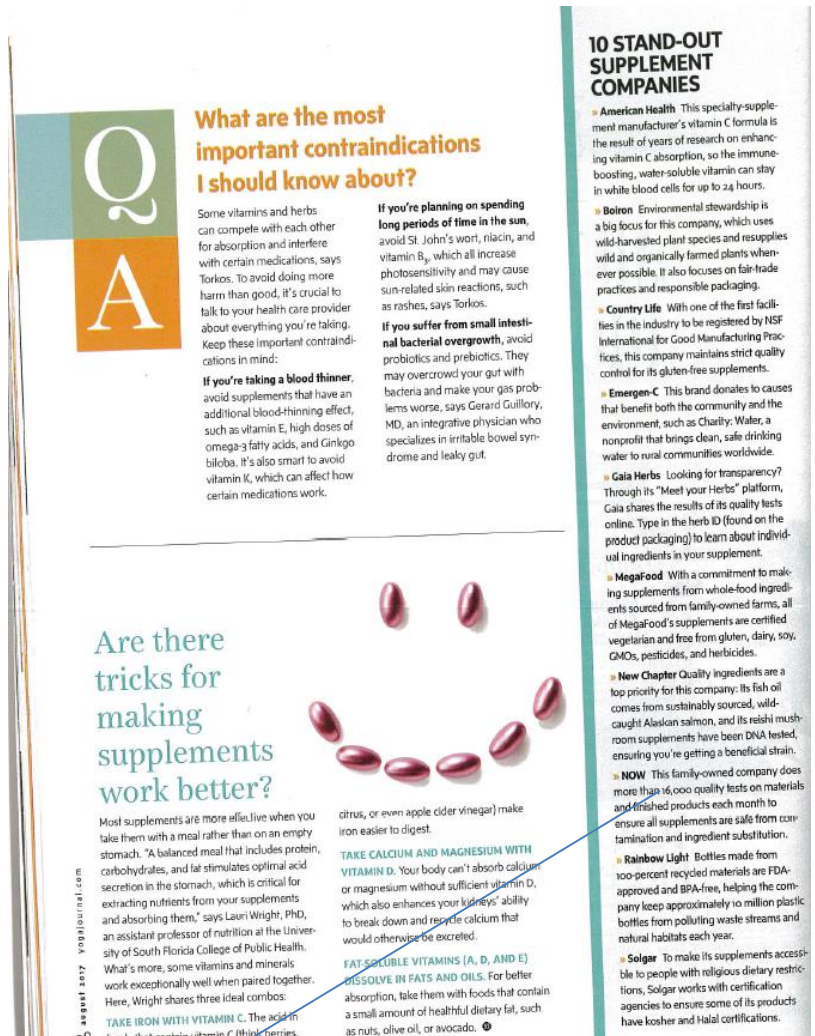 Q
A
What are the most
important contraindications
I should know about?
Some vitamins and herbs
can compete with each other
for absorption and interfere
with certain medications, says
Torkos. To avoid doing more
harm than good, it's crucial to
talk to your health care provider
about everything you're taking.
Keep these important contraindi-
cations in mind:
If you're taking a blood thinner,
avoid supplements that have an
additional blood-thinning effect,
such as vitamin E, high doses of
omega-3 fatty acids, and Ginkgo
biloba. It's also smart to avoid
vitamin K, which can affect how
certain medications work.
If you're planning on spending
long periods of time in the sun,
avoid St. John's wort, niacin, and
vitamin B₃, which all increase
photosensitivity and may cause
sun-related skin reactions, such
as rashes, says Torkos.
If you suffer from small intesti-
nal bacterial overgrowth, avoid
probiotics and prebiotics. They
may overcrowd your gut with
bacteria and make your gas prob-
lems worse, says Gerard Guillory,
MD, an integrative physician who
specializes in irritable bowel syn-
drome and leaky gut.
Are there
tricks for
making
supplements
work better?
Most supplements are more effective when you
take them with a meal rather than on an empty
stomach. "A balanced meal that includes protein,
carbohydrates, and fat stimulates optimal acid
secretion in the stomach, which is critical for
extracting nutrients from your supplements
and absorbing them," says Lauri Wright, PhD,
an assistant professor of nutrition at the Univer-
sity of South Florida College of Public Health.
What's more, some vitamins and minerals
work exceptionally well when paired together.
Here, Wright shares three ideal combos:
TAKE IRON WITH VITAMIN C. The acid in
foods that contain vitamin C (think berries,
citrus, or even apple cider vinegar) make
iron easier to digest.
TAKE CALCIUM AND MAGNESIUM WITH
VITAMIN D. Your body can't absorb calcium
or magnesium without sufficient vitamin D,
which also enhances your kidneys' ability
to break down and recycle calcium that
would otherwise be excreted.
FAT-SOLUBLE VITAMINS (A, D, AND E)
DISSOLVE IN FATS AND OILS. For better
absorption, take them with foods that contain
a small amount of healthful dietary fat, such
as nuts, olive oil, or avocado.
10 STAND-OUT
SUPPLEMENT
COMPANIES
» American Health This specialty-supple-
ment manufacturer's vitamin C formula is
the result of years of research on enhanc-
ing vitamin C absorption, so the immune-
boosting, water-soluble vitamin can stay
in white blood cells for up to 24 hours.
» Boiron Environmental stewardship is
a big focus for this company, which uses
wild-harvested plant species and resupplies
wild and organically farmed plants when-
ever possible. It also focuses on fair-trade
practices and responsible packaging.
» Country Life With one of the first facili-
ties in the industry to be registered by NSF
International for Good Manufacturing Prac-
tices, this company maintains strict quality
control for its gluten-free supplements.
» Emergen-C This brand donates to causes
that benefit both the community and the
environment, such as Charity: Water, a
nonprofit that brings clean, safe drinking
water to rural communities worldwide.
» Gaia Herbs Looking for transparency?
Through its "Meet your Herbs" platform,
Gaia shares the results of its quality tests
online. Type in the herb ID (found on the
product packaging) to learn about individ-
ual ingredients in your supplement.
» MegaFood With a commitment to mak-
ing supplements from whole-food ingredi-
ents sourced from family-owned farms, all
of MegaFood's supplements are certified
vegetarian and free from gluten, dairy, soy,
GMOs, pesticides, and herbicides.
» New Chapter Quality ingredients are a
top priority for this company: Its fish oil
comes from sustainably sourced, wild-
caught Alaskan salmon, and its reishi mush-
room supplements have been DNA tested,
ensuring you're getting a beneficial strain.
» NOW This family-owned company does
more than 16,000 quality tests on materials
and finished products each month to
ensure all supplements are safe from con-
tamination and ingredient substitution.
» Rainbow Light Bottles made from
100-percent recycled materials are FDA-
approved and BPA-free, helping the com-
pany keep approximately 10 million plastic
bottles from polluting waste streams and
natural habitats each year.
» Solgar To make its supplements accessi-
ble to people with religious dietary restric-
tions, Solgar works with certification
agencies to ensure some of its products
have kosher and Halal certifications.
august 2017 yogajournal.com